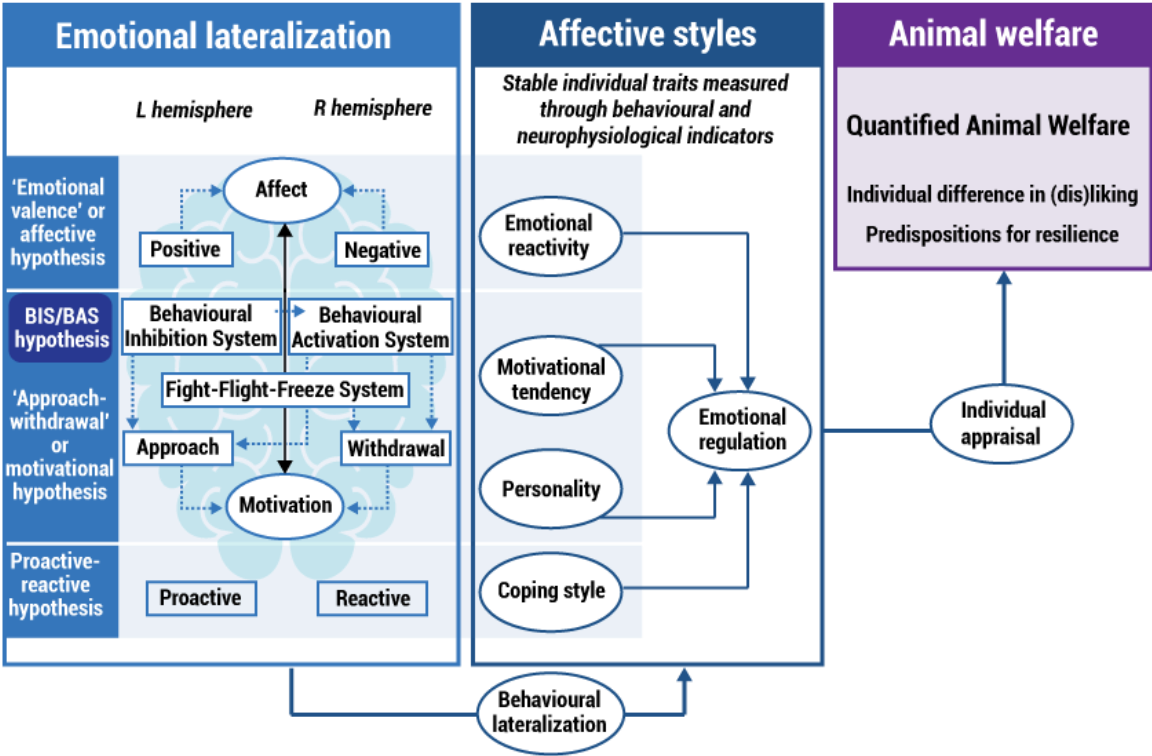 Emotional lateralization
L hemisphere
R hemisphere
'Emotional
valence' or
affective
hypothesis
Affect
Positive
Negative
BIS/BAS
hypothesis
Behavioural
Inhibition System
Behavioural
Activation System
Fight-Flight-Freeze System
'Approach-
withdrawal'
or
motivational
hypothesis
Approach
Withdrawal
Motivation
Proactive-
reactive
hypothesis
Proactive
Reactive
Affective styles
Stable individual traits measured
through behavioural and
neurophysiological indicators
Emotional
reactivity
Motivational
tendency
Personality
Coping style
Emotional
regulation
Behavioural
lateralization
Animal welfare
Quantified Animal Welfare
Individual difference in (dis)liking
Predispositions for resilience
Individual
appraisal